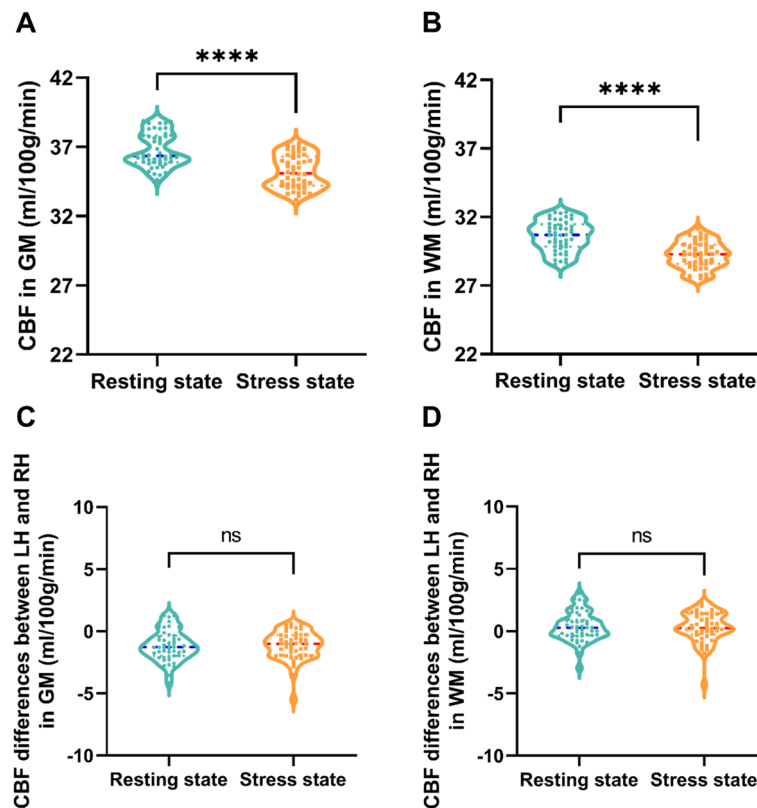 A
CBF in GM (ml/100g/min)
42
37
32
27
22
****
Resting state
Stress state
B
CBF in WM (ml/100g/min)
42
37
32
27
22
****
Resting state
Stress state
C
CBF differences between LH and RH
in GM (ml/100g/min)
10
5
0
-5
-10
ns
Resting state
Stress state
D
CBF differences between LH and RH
in WM (ml/100g/min)
10
5
0
-5
-10
ns
Resting state
Stress state